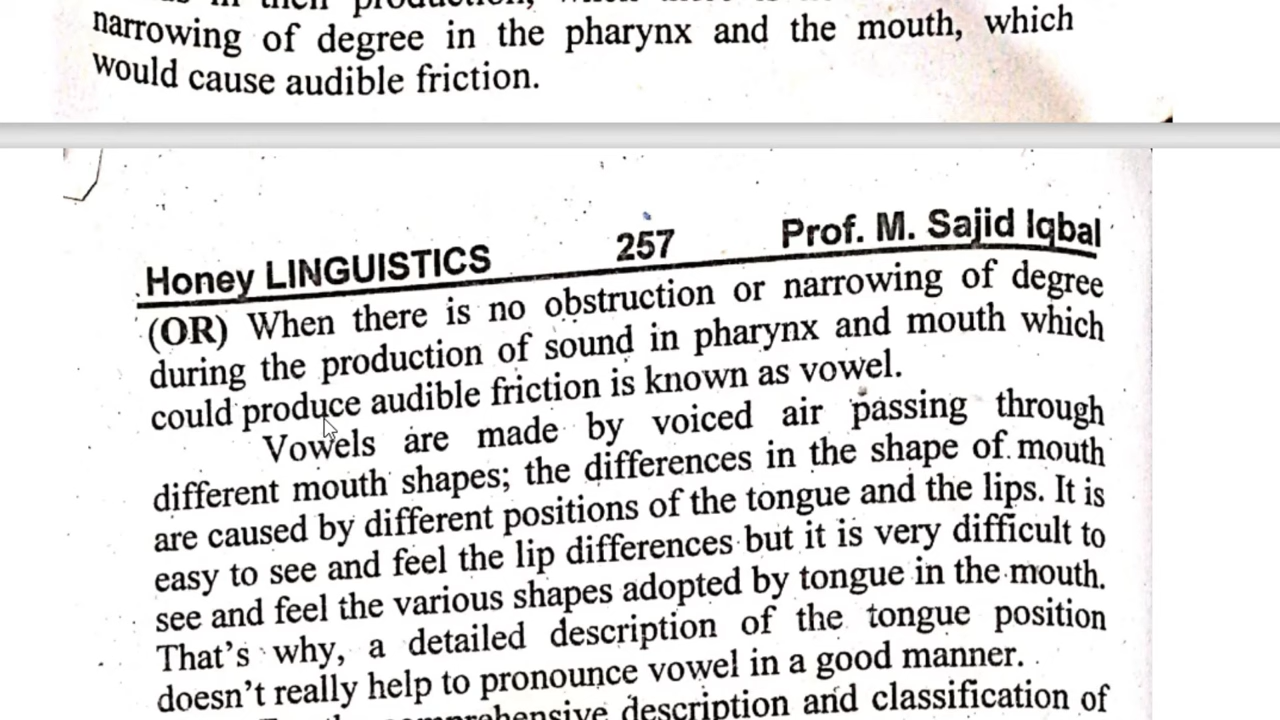 narrowing of degree in the pharynx and the mouth, which
would cause audible friction.
Honey LINGUISTICS 257 Prof. M. Sajid Iqbal
(OR) When there is no obstruction or narrowing of degree
during the production of sound in pharynx and mouth which
could produce audible friction is known as vowel.
Vowels are made by voiced air passing through
different mouth shapes; the differences in the shape of mouth
are caused by different positions of the tongue and the lips. It is
easy to see and feel the lip differences but it is very difficult to
see and feel the various shapes adopted by tongue in the mouth.
That's why, a detailed description of the tongue position
doesn't really help to pronounce vowel in a good manner.
description and classification of